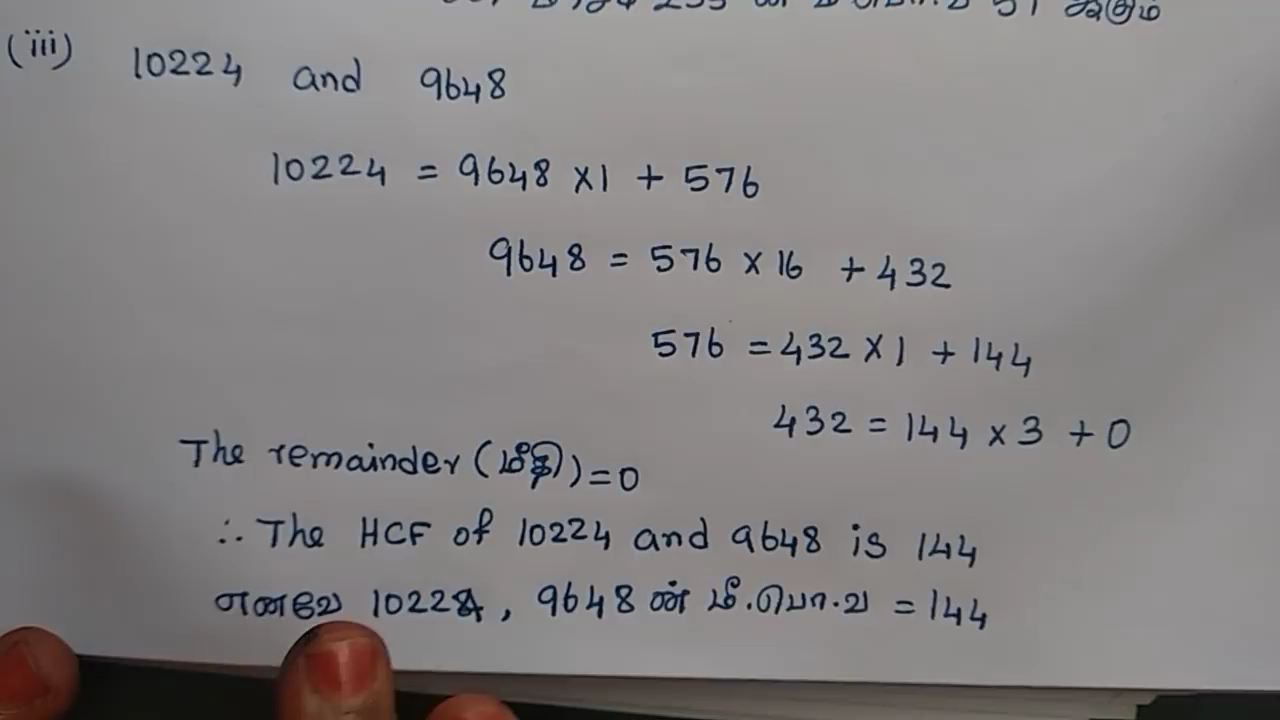 (iii) 10224 and 9648
10224 = 9648 × 1 + 576
9648 = 576 × 16 + 432
576 = 432 × 1 + 144
432 = 144 × 3 + 0
The remainder (மீதி) = 0
∴ The HCF of 10224 and 9648 is 144
எனவே 10224, 9648 ன் மீ.பொ.வ = 144